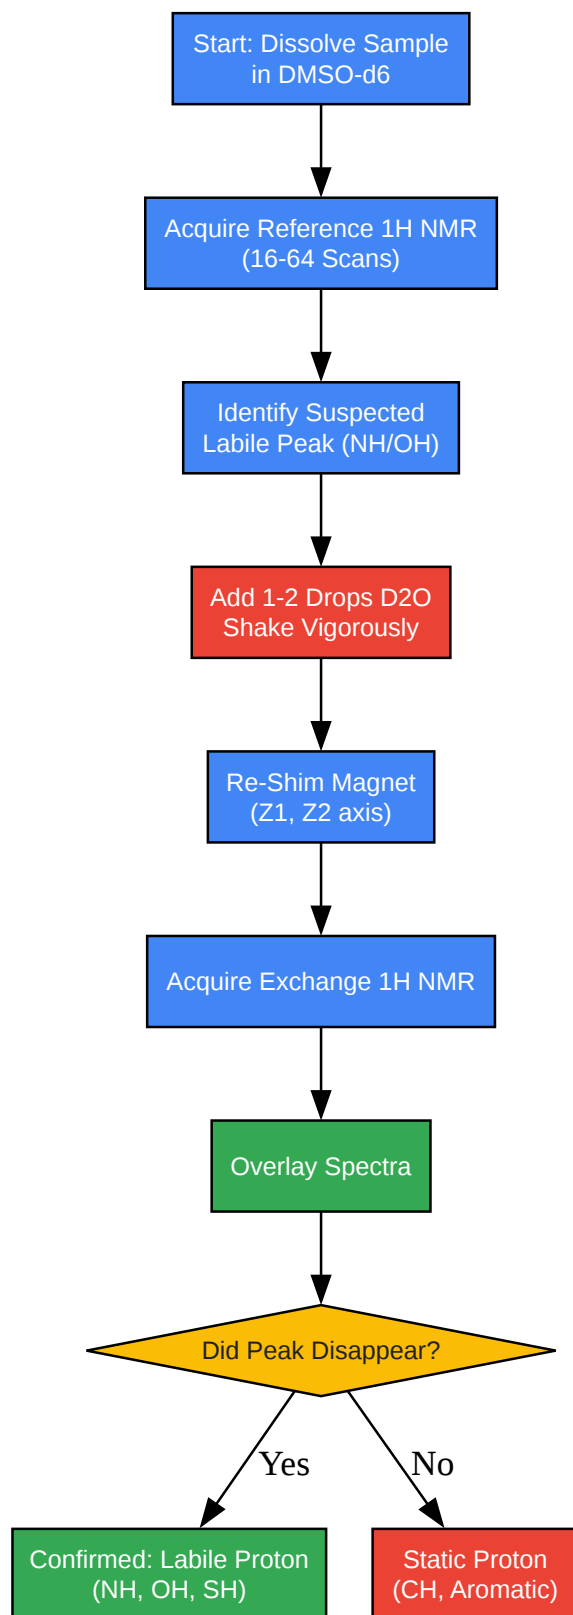 Start: Dissolve Sample
in DMSO-d6
Acquire Reference 1H NMR
(16-64 Scans)
Identify Suspected
Labile Peak (NH/OH)
Add 1-2 Drops D2O
Shake Vigorously
Re-Shim Magnet
(Z1, Z2 axis)
Acquire Exchange 1H NMR
Overlay Spectra
Did Peak Disappear?
Yes
No
Confirmed: Labile Proton
(NH, OH, SH)
Static Proton
(CH, Aromatic)